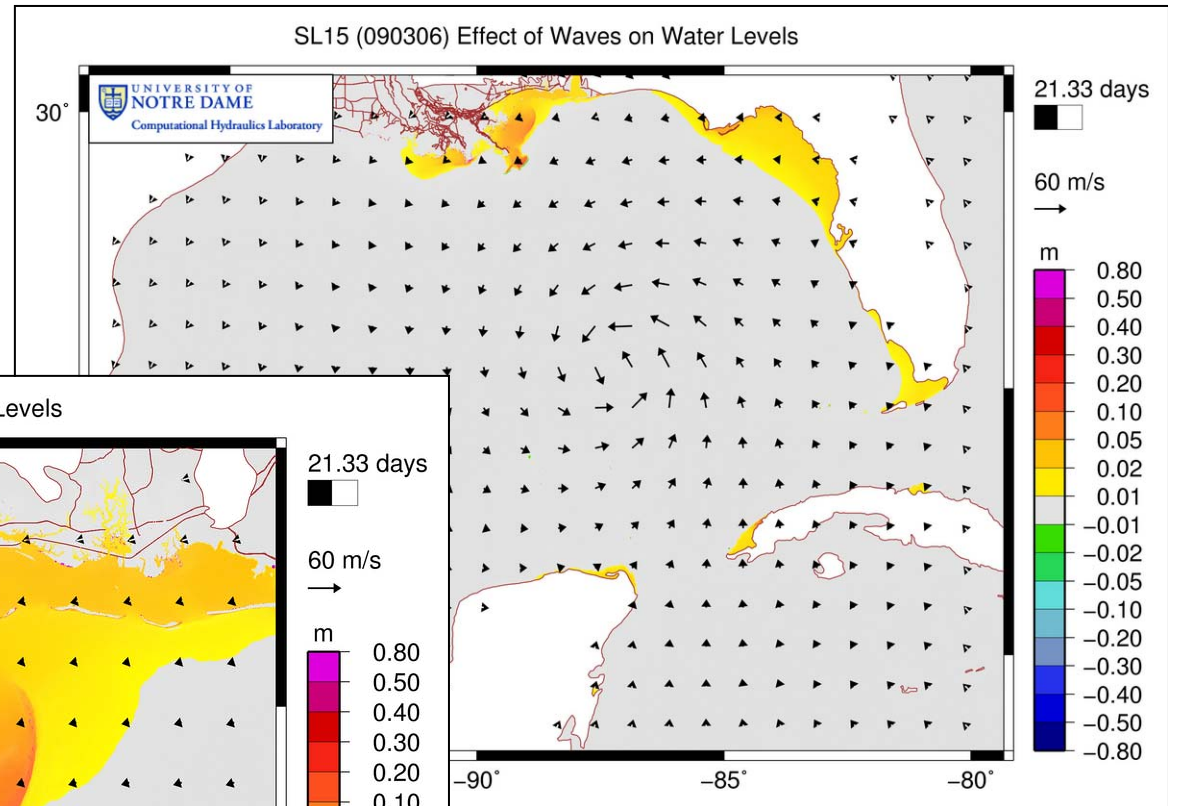 SL15 (090306) Effect of Waves on Water Levels
UNIVERSITY OF
NOTRE DAME
Computational Hydraulics Laboratory
30°
21.33 days
60 m/s
m
0.80
0.50
0.40
0.30
0.20
0.10
0.05
0.02
0.01
−0.01
−0.02
−0.05
−0.10
−0.20
−0.30
−0.40
−0.50
−0.80
−90°
−85°
−80°
Levels
21.33 days
60 m/s
m
0.80
0.50
0.40
0.30
0.20
0.10